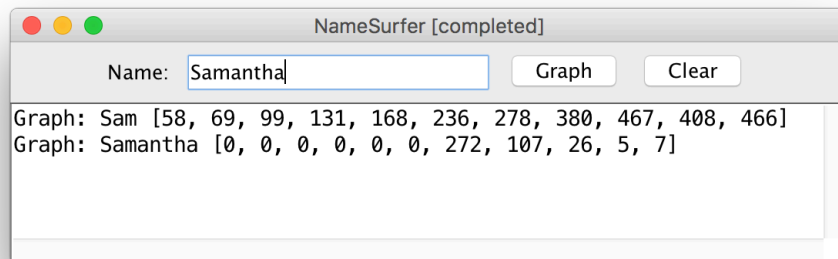 NameSurfer [completed]
Name: Samantha Graph Clear
Graph: Sam [58, 69, 99, 131, 168, 236, 278, 380, 467, 408, 466]
Graph: Samantha [0, 0, 0, 0, 0, 0, 272, 107, 26, 5, 7]